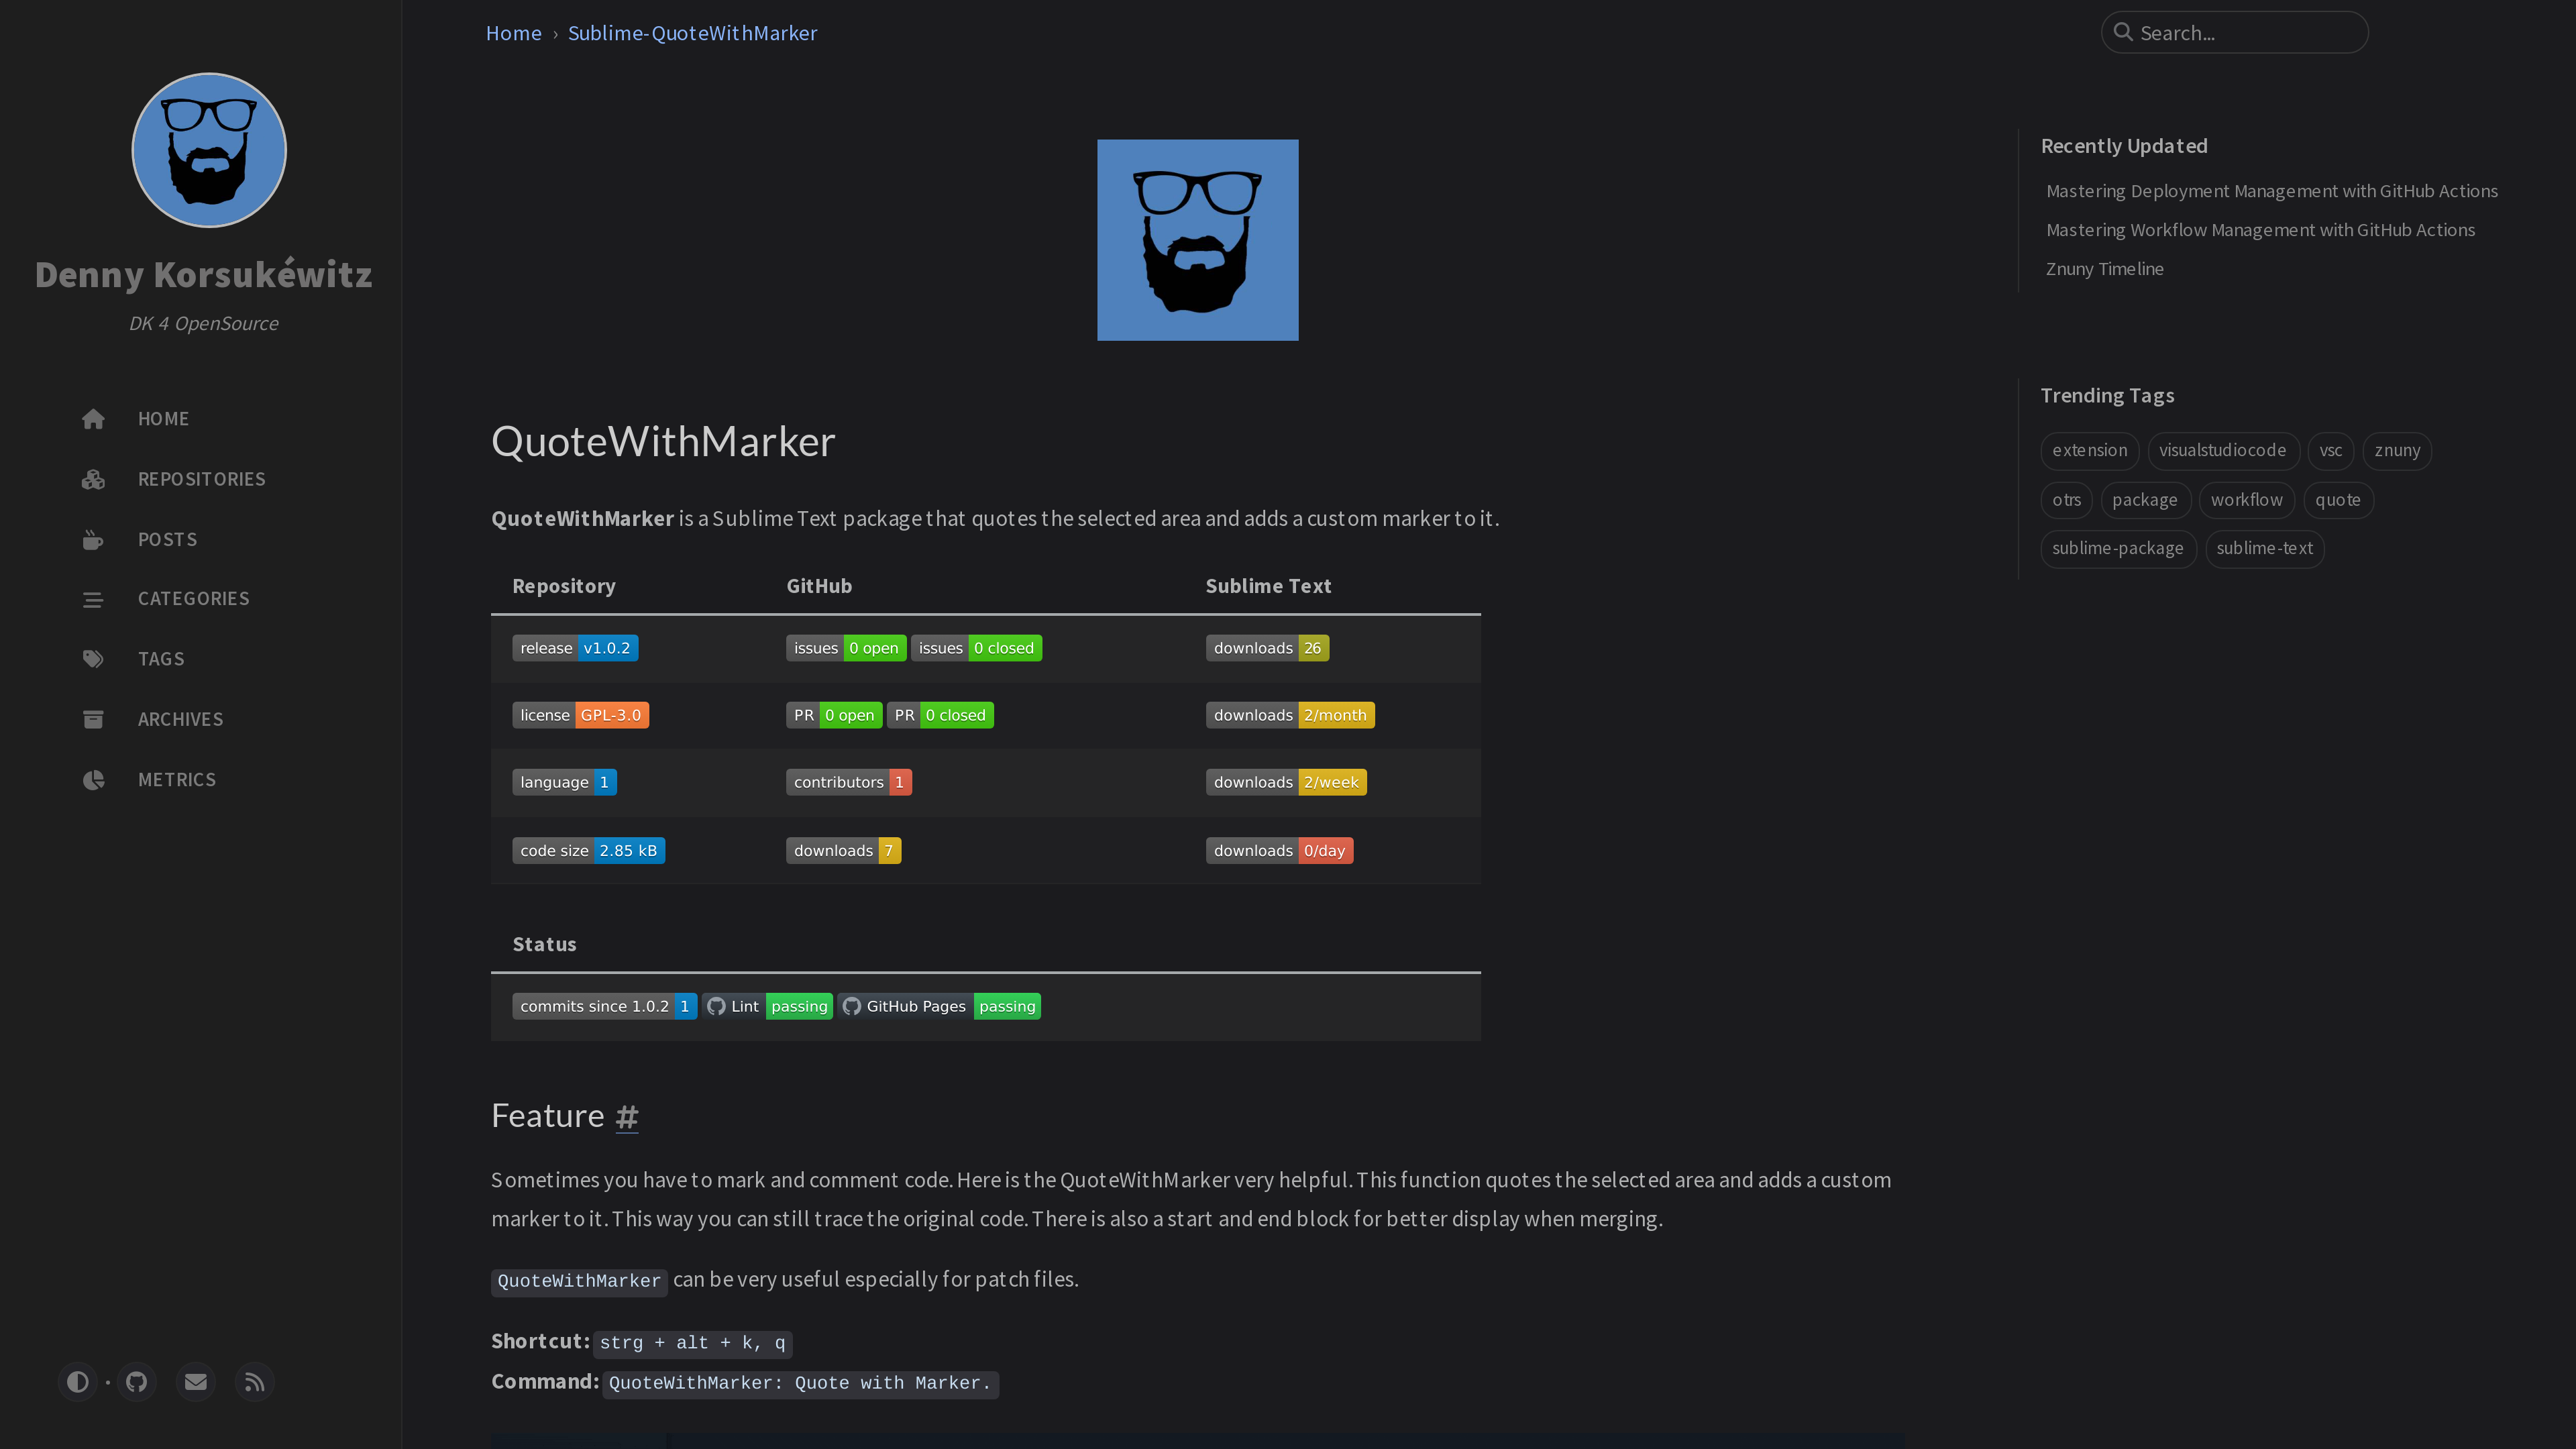 Denny Korsukéwitz
DK 4 OpenSource
HOME
REPOSITORIES
POSTS
CATEGORIES
TAGS
ARCHIVES
METRICS
Home › Sublime-QuoteWithMarker
Search...
QuoteWithMarker
QuoteWithMarker is a Sublime Text package that quotes the selected area and adds a custom marker to it.
Repository GitHub Sublime Text
release v1.0.2 issues 0 open issues 0 closed downloads 26
license GPL-3.0 PR 0 open PR 0 closed downloads 2/month
language 1 contributors 1 downloads 2/week
code size 2.85 kB downloads 7 downloads 0/day
Status
commits since 1.0.2 1 Lint passing GitHub Pages passing
Feature #
Sometimes you have to mark and comment code. Here is the QuoteWithMarker very helpful. This function quotes the selected area and adds a custom
marker to it. This way you can still trace the original code. There is also a start and end block for better display when merging.
QuoteWithMarker can be very useful especially for patch files.
Shortcut: strg + alt + k, q
Command: QuoteWithMarker: Quote with Marker.
Recently Updated
Mastering Deployment Management with GitHub Actions
Mastering Workflow Management with GitHub Actions
Znuny Timeline
Trending Tags
extension visualstudiocode vsc znuny
otrs package workflow quote
sublime-package sublime-text